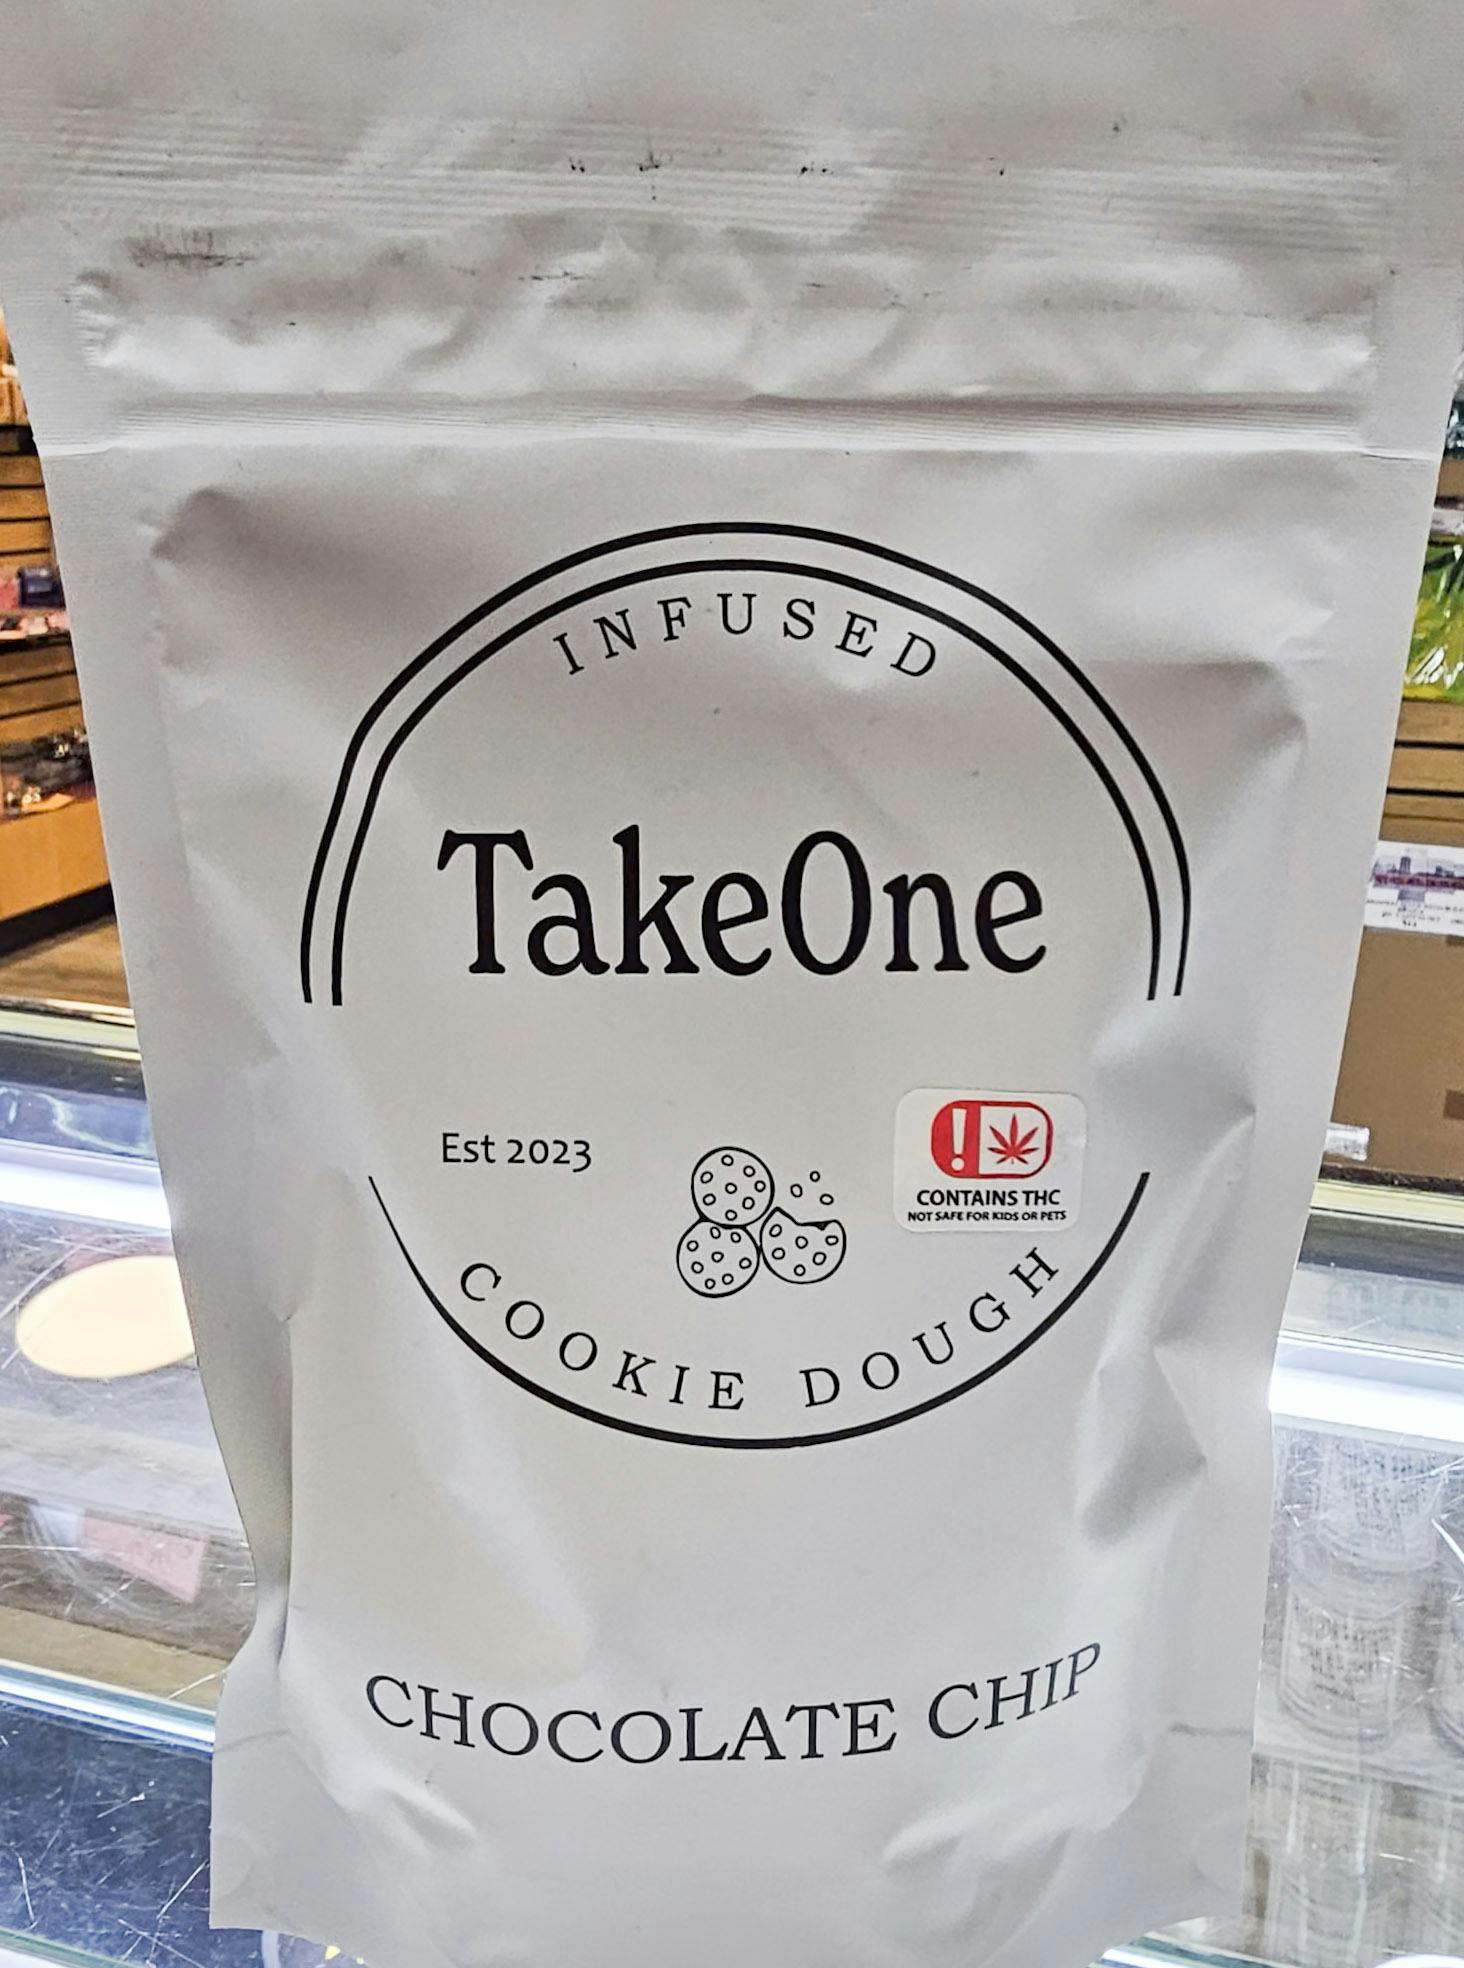 INFUSED
TakeOne
Est 2023
CONTAINS THC
NOT SAFE FOR KIDS OR PETS
COOKIE DOUGH
CHOCOLATE CHIP